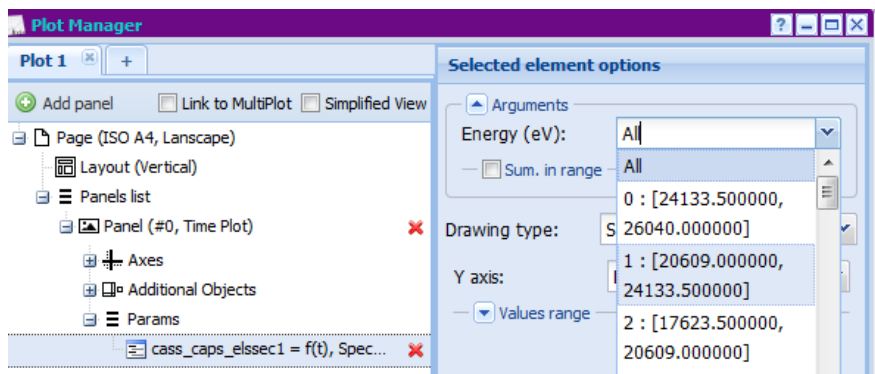 Plot Manager
Plot 1
+
Selected element options
Add panel Link to MultiPlot Simplified View
Page (ISO A4, Lanscape)
Layout (Vertical)
Panels list
Panel (#0, Time Plot)
Axes
Additional Objects
Params
cass_caps_elssec1 = f(t), Spec...
Arguments
Energy (eV): All
Sum. in range
All
0 : [24133.500000,
26040.000000]
1 : [20609.000000,
24133.500000]
2 : [17623.500000,
20609.000000]
Drawing type: S
Y axis:
Values range